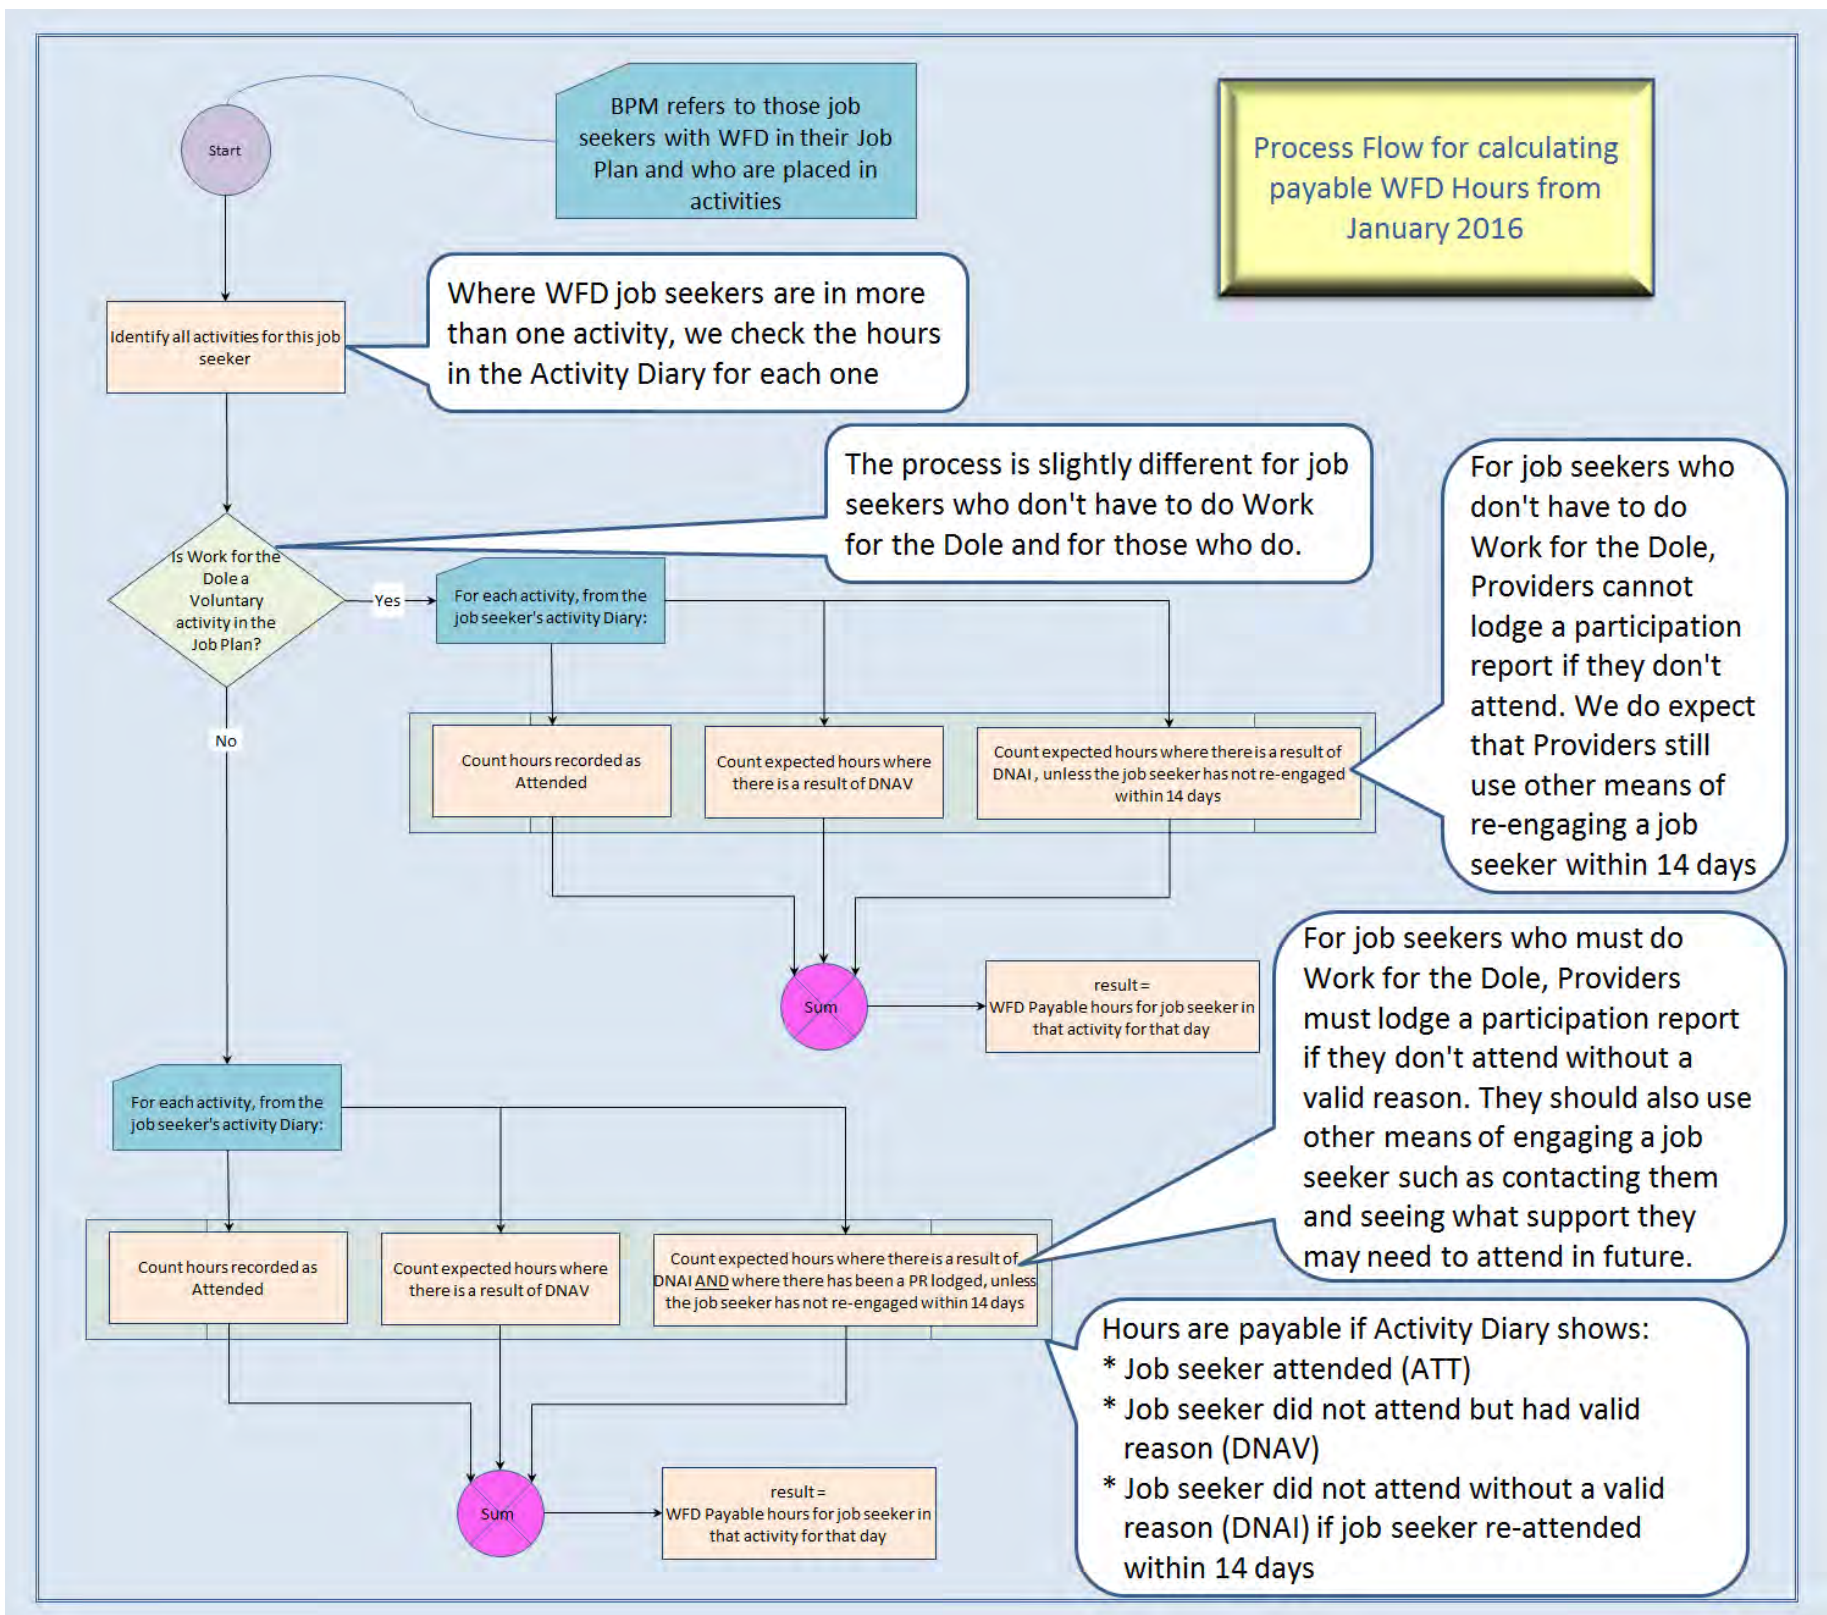 Start
BPM refers to those job
seekers with WFD in their Job
Plan and who are placed in
activities
Process Flow for calculating
payable WFD Hours from
January 2016
Identify all activities for this job
seeker
Where WFD job seekers are in more
than one activity, we check the hours
in the Activity Diary for each one
The process is slightly different for job
seekers who don't have to do Work
for the Dole and for those who do.
For job seekers who
don't have to do
Work for the Dole,
Providers cannot
lodge a participation
report if they don't
attend. We do expect
that Providers still
use other means of
re-engaging a job
seeker within 14 days
Is Work for the
Dole a
Voluntary
activity in the
Job Plan?
Yes
For each activity, from the
job seeker's activity Diary:
No
Count hours recorded as
Attended
Count expected hours where
there is a result of DNAV
Count expected hours where there is a result of
DNAI , unless the job seeker has not re-engaged
within 14 days
Sum
result =
WFD Payable hours for job seeker in
that activity for that day
For job seekers who must do
Work for the Dole, Providers
must lodge a participation report
if they don't attend without a
valid reason. They should also use
other means of engaging a job
seeker such as contacting them
and seeing what support they
may need to attend in future.
For each activity, from the
job seeker's activity Diary:
Count hours recorded as
Attended
Count expected hours where
there is a result of DNAV
Count expected hours where there is a result of
DNAI AND where there has been a PR lodged, unless
the job seeker has not re-engaged within 14 days
Hours are payable if Activity Diary shows:
* Job seeker attended (ATT)
* Job seeker did not attend but had valid
reason (DNAV)
* Job seeker did not attend without a valid
reason (DNAI) if job seeker re-attended
within 14 days
Sum
result =
WFD Payable hours for job seeker in
that activity for that day